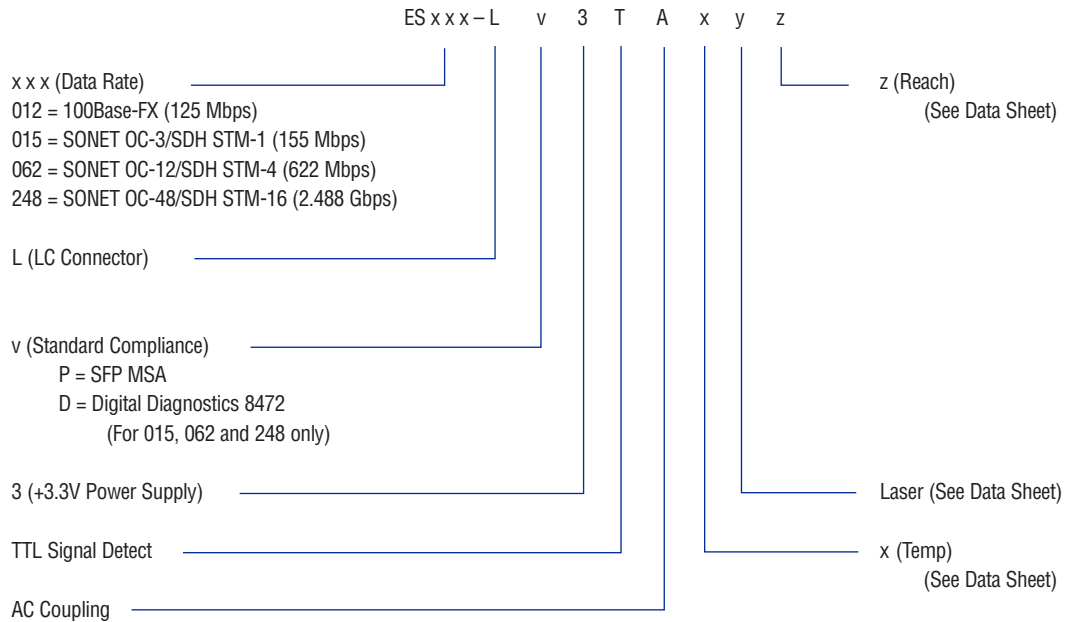 ES x x x – L v 3 T A x y z
x x x (Data Rate)
012 = 100Base-FX (125 Mbps)
015 = SONET OC-3/SDH STM-1 (155 Mbps)
062 = SONET OC-12/SDH STM-4 (622 Mbps)
248 = SONET OC-48/SDH STM-16 (2.488 Gbps)
L (LC Connector)
v (Standard Compliance)
P = SFP MSA
D = Digital Diagnostics 8472
(For 015, 062 and 248 only)
3 (+3.3V Power Supply)
TTL Signal Detect
AC Coupling
z (Reach)
(See Data Sheet)
Laser (See Data Sheet)
x (Temp)
(See Data Sheet)